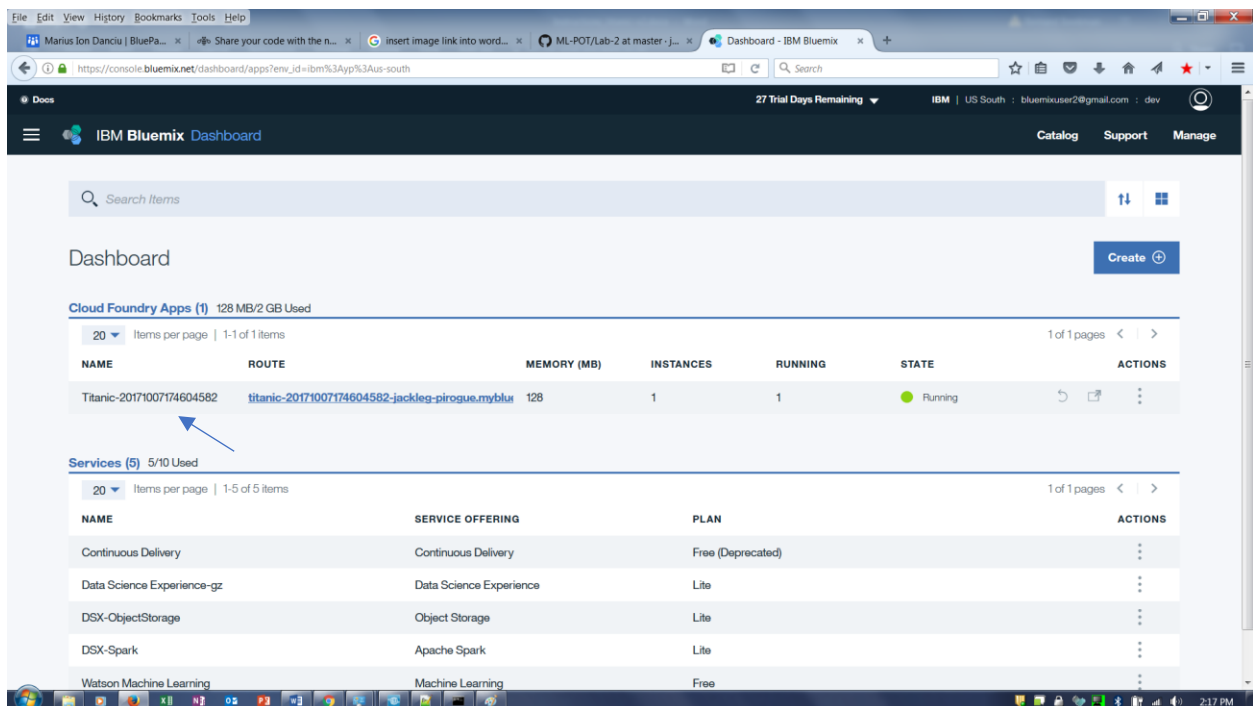 File Edit View History Bookmarks Tools Help
Marius Ion Danciu | BluePa... × Share your code with the n... × insert image link into word... × ML-POT/Lab-2 at master · j... × Dashboard - IBM Bluemix × +
https://console.bluemix.net/dashboard/apps?env_id=ibm%3Ayp%3Aus-south Search
Docs 27 Trial Days Remaining IBM | US South : bluemixuser2@gmail.com : dev
IBM Bluemix Dashboard Catalog Support Manage
Search Items
Dashboard Create
Cloud Foundry Apps (1) 128 MB/2 GB Used
20 Items per page | 1-1 of 1 items 1 of 1 pages < >
NAME ROUTE MEMORY (MB) INSTANCES RUNNING STATE ACTIONS
Titanic-20171007174604582 titanic-20171007174604582-jackleg-pirogue.myblu 128 1 1 Running
Services (5) 5/10 Used
20 Items per page | 1-5 of 5 items 1 of 1 pages < >
NAME SERVICE OFFERING PLAN ACTIONS
Continuous Delivery Continuous Delivery Free (Deprecated)
Data Science Experience-gz Data Science Experience Lite
DSX-ObjectStorage Object Storage Lite
DSX-Spark Apache Spark Lite
Watson Machine Learning Machine Learning Free
2:17 PM